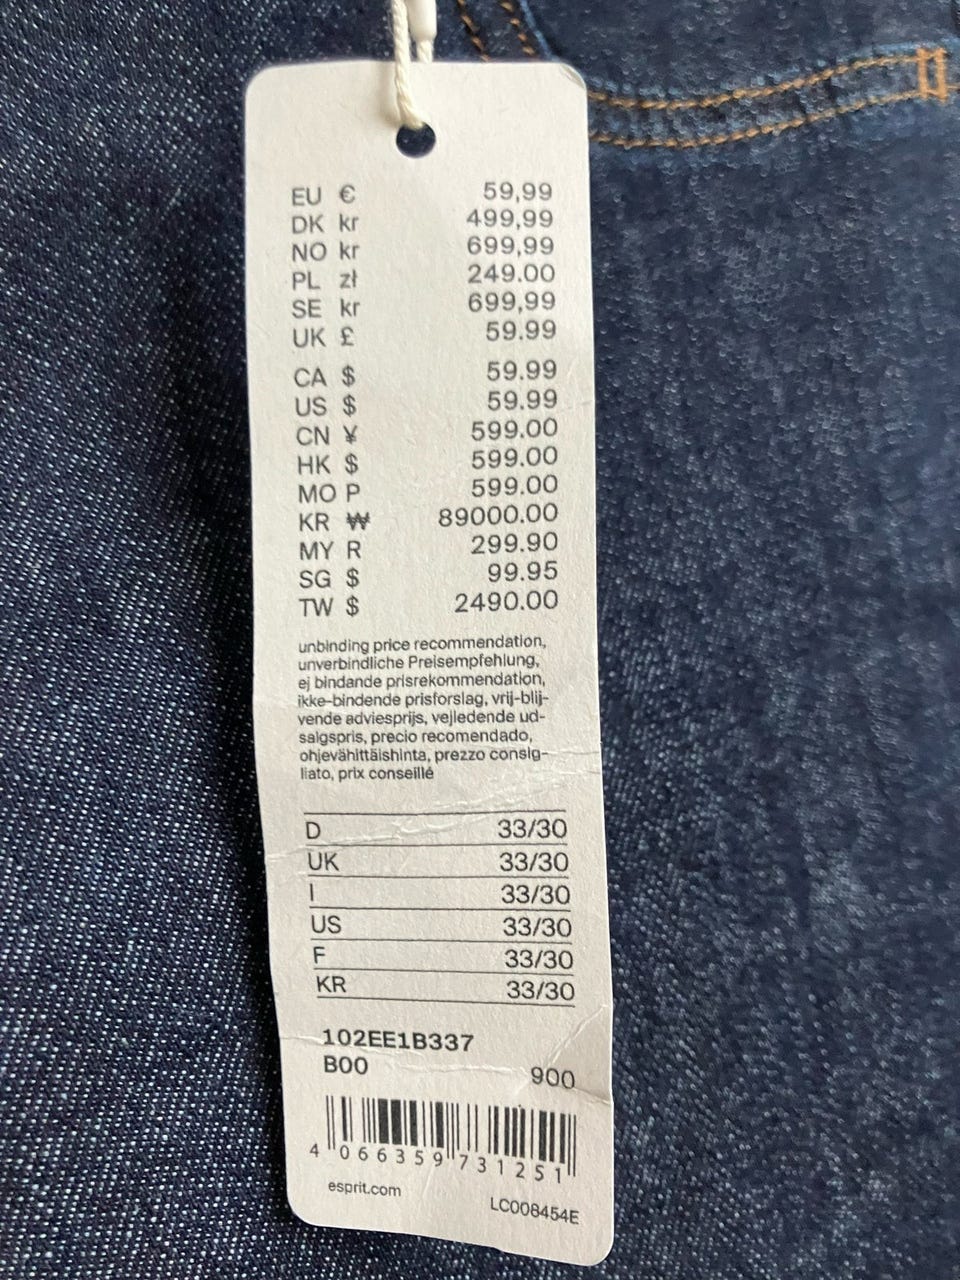 EU € 59,99
DK kr 499,99
NO kr 699,99
PL zł 249.00
SE kr 699,99
UK £ 59.99
CA $ 59.99
US $ 59.99
CN ¥ 599.00
HK $ 599.00
MO P 599.00
KR ₩ 89000.00
MY R 299.90
SG $ 99.95
TW $ 2490.00
unbinding price recommendation,
unverbindliche Preisempfehlung,
ej bindande prisrekommendation,
ikke-bindende prisforslag, vrij-blij-
vende adviesprijs, vejledende ud-
salgspris, precio recomendado,
ohjevähittäishinta, prezzo consig-
liato, prix conseillé
D 33/30
UK 33/30
I 33/30
US 33/30
F 33/30
KR 33/30
102EE1B337
B00 900
4 066359 731251
esprit.com LC008454E